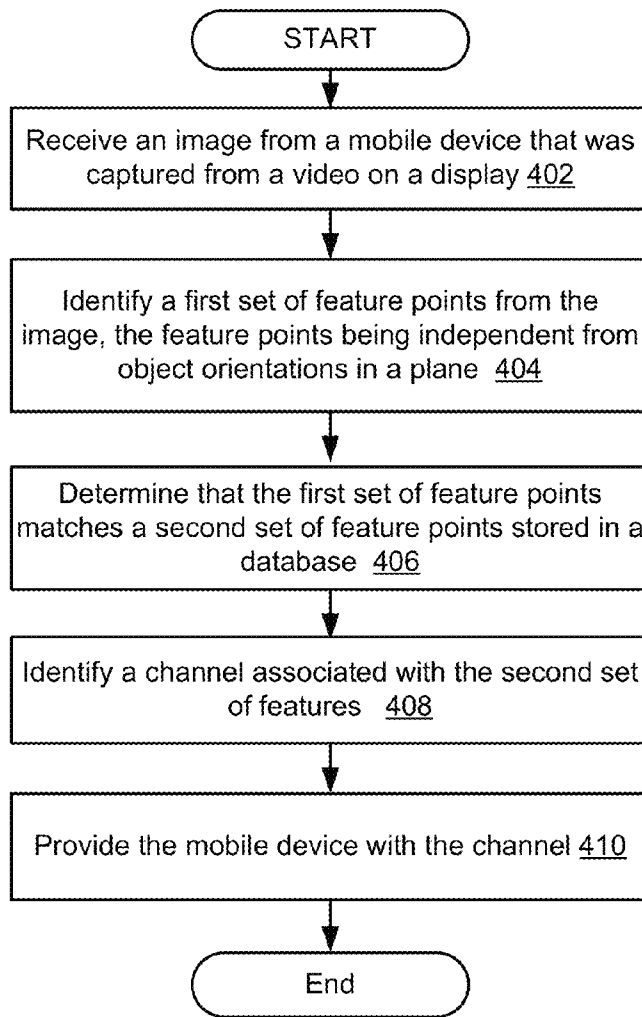 START
Receive an image from a mobile device that was
captured from a video on a display 402
Identify a first set of feature points from the
image, the feature points being independent from
object orientations in a plane 404
Determine that the first set of feature points
matches a second set of feature points stored in a
database 406
Identify a channel associated with the second set
of features 408
Provide the mobile device with the channel 410
End